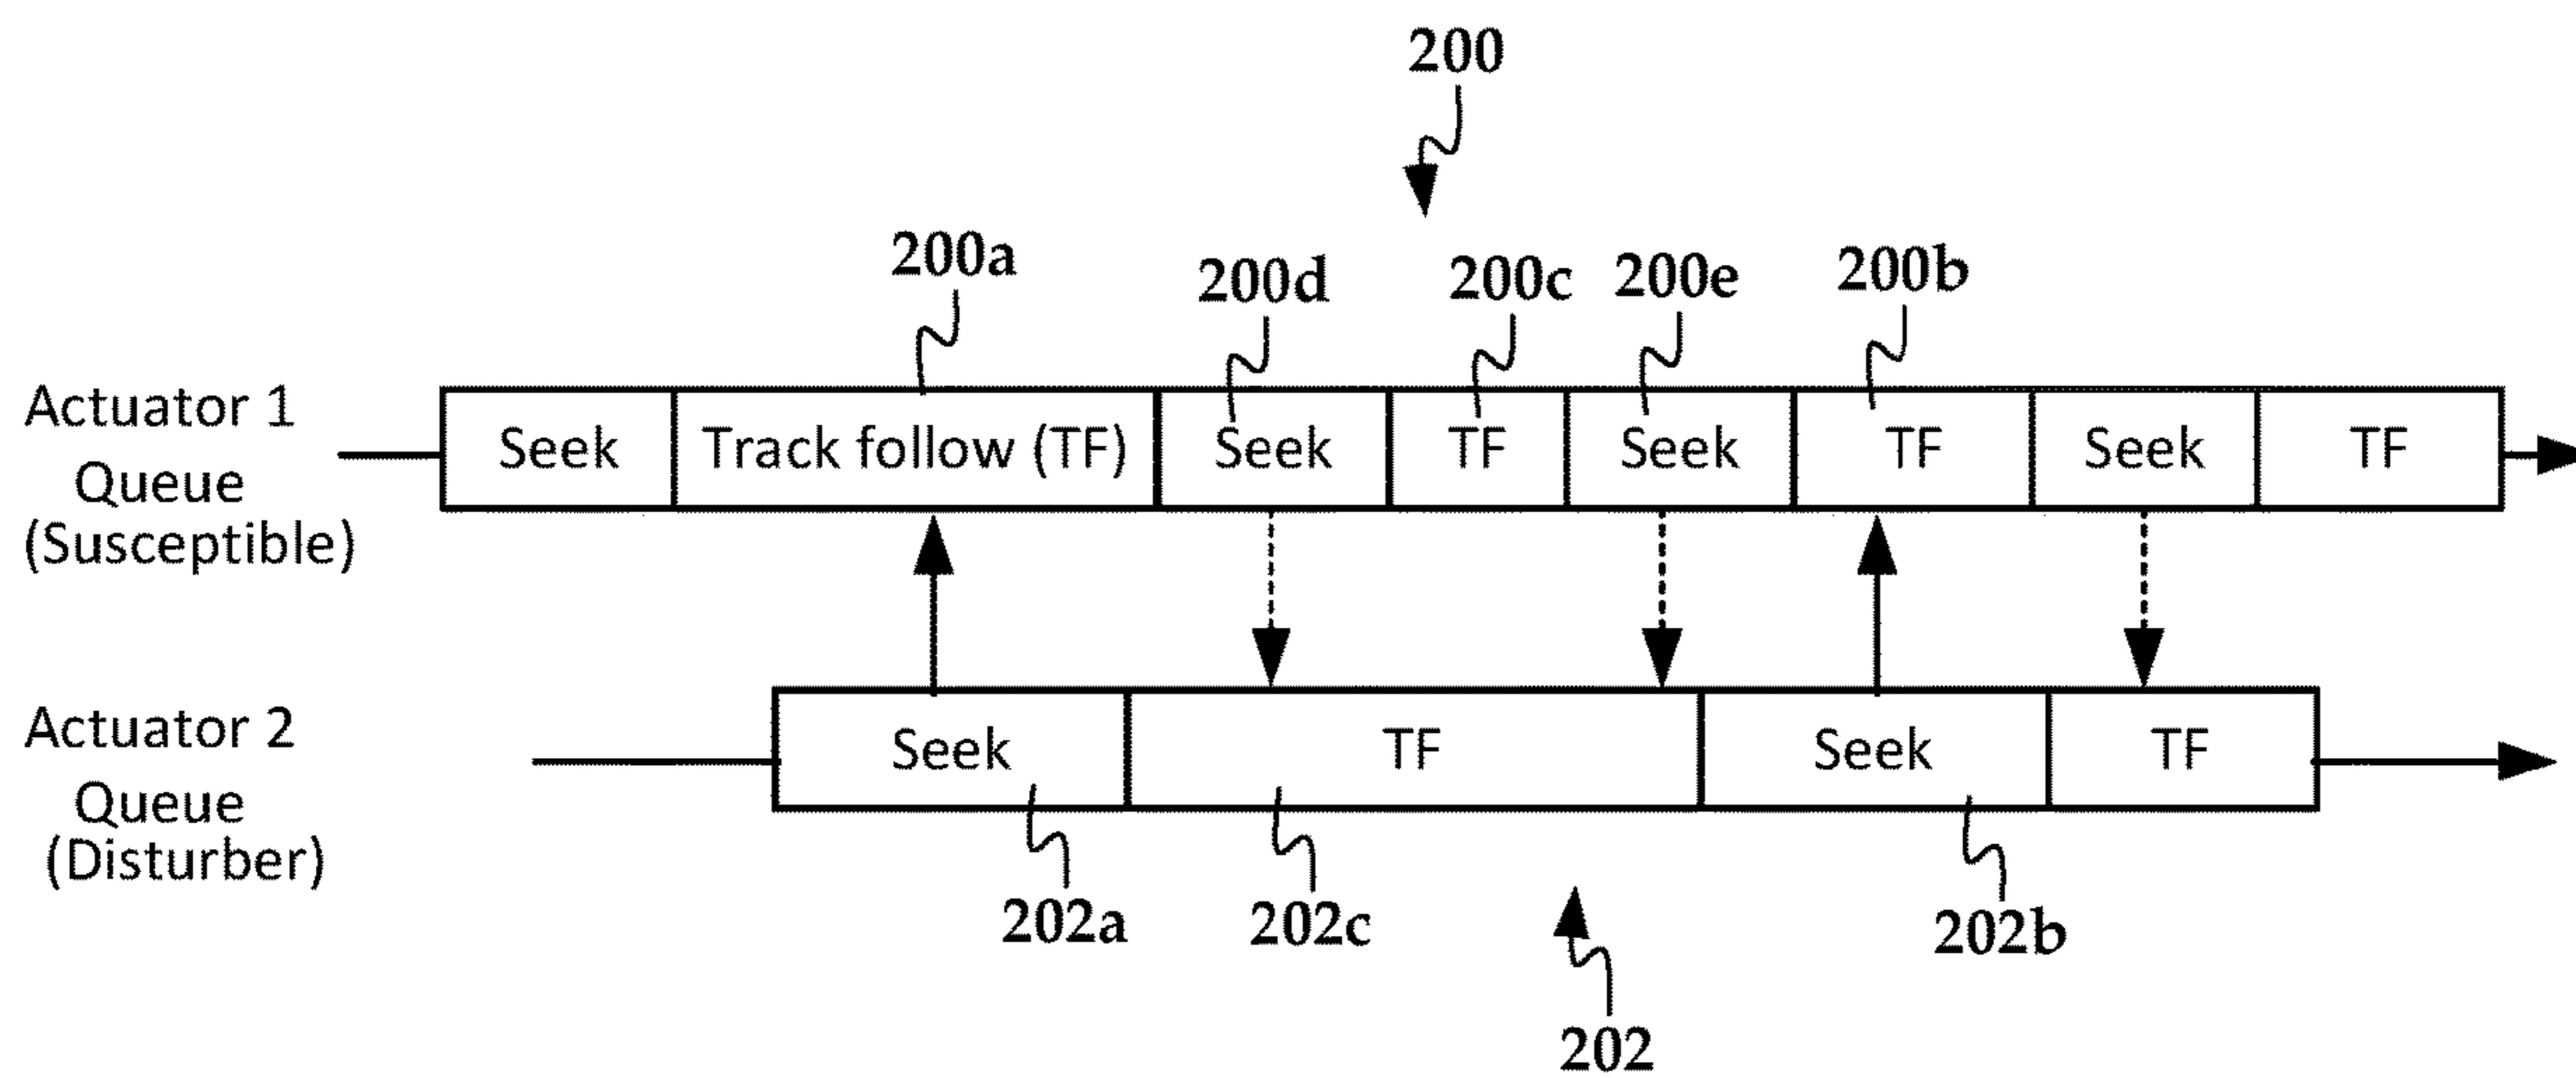 200
200a
200d
200c
200e
200b
Actuator 1
Queue
(Susceptible)
Seek
Track follow (TF)
Seek
TF
Seek
TF
Seek
TF
Actuator 2
Queue
(Disturber)
Seek
TF
Seek
TF
202a
202c
202b
202